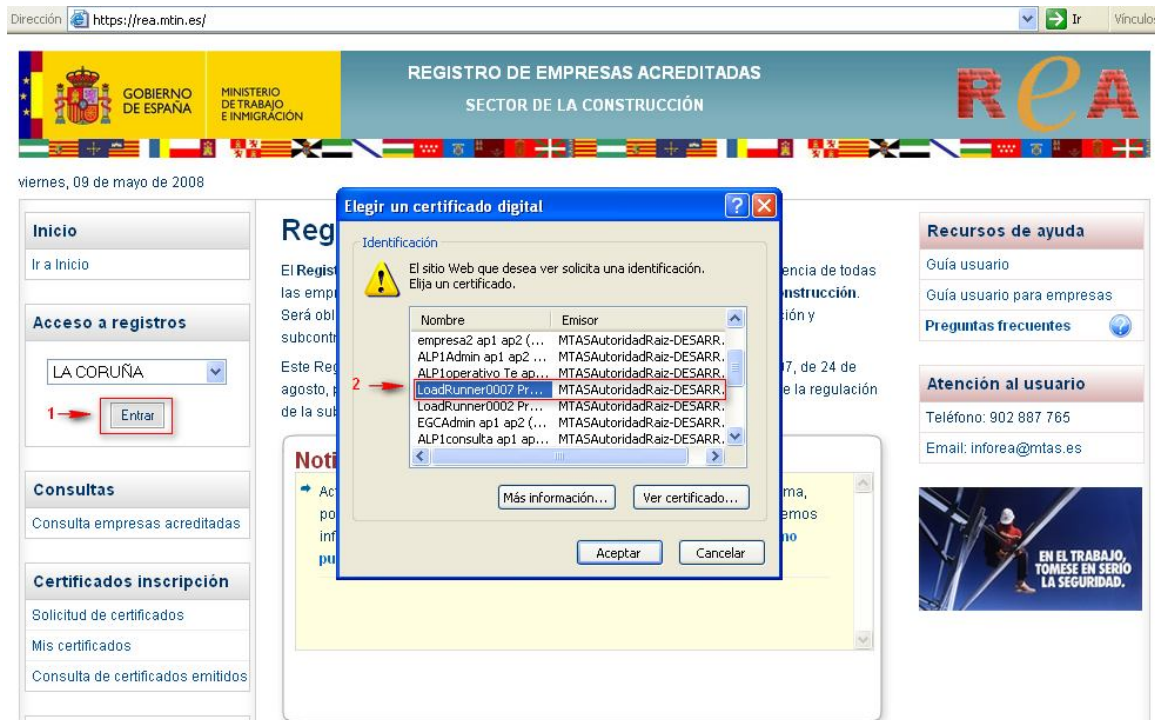 Dirección https://rea.mtin.es/ Ir Vínculos
GOBIERNO
DE ESPAÑA
MINISTERIO
DE TRABAJO
E INMIGRACIÓN
REGISTRO DE EMPRESAS ACREDITADAS
SECTOR DE LA CONSTRUCCIÓN
ReA
viernes, 09 de mayo de 2008
Inicio
Ir a Inicio
Acceso a registros
LA CORUÑA
1
Entrar
Consultas
Consulta empresas acreditadas
Certificados inscripción
Solicitud de certificados
Mis certificados
Consulta de certificados emitidos
Reg
El Regist encia de todas
las empr nstrucción.
Será obl ión y
subcontr
Este Reg 7, de 24 de
agosto, p e la regulación
de la sub
Noti
Ac ma,
po emos
inf no
pu
Elegir un certificado digital
Identificación
El sitio Web que desea ver solicita una identificación.
Elija un certificado.
Nombre Emisor
empresa2 ap1 ap2 (... MTASAutoridadRaiz-DESARR.
ALP1Admin ap1 ap2 ... MTASAutoridadRaiz-DESARR.
ALP1operativo Te ap... MTASAutoridadRaiz-DESARR.
2
LoadRunner0007 Pr... MTASAutoridadRaiz-DESARR.
LoadRunner0002 Pr... MTASAutoridadRaiz-DESARR.
EGCAdmin ap1 ap2 (... MTASAutoridadRaiz-DESARR.
ALP1consulta ap1 ap... MTASAutoridadRaiz-DESARR.
Más información... Ver certificado...
Aceptar Cancelar
Recursos de ayuda
Guía usuario
Guía usuario para empresas
Preguntas frecuentes
Atención al usuario
Teléfono: 902 887 765
Email: inforea@mtas.es
EN EL TRABAJO,
TOMESE EN SERIO
LA SEGURIDAD.